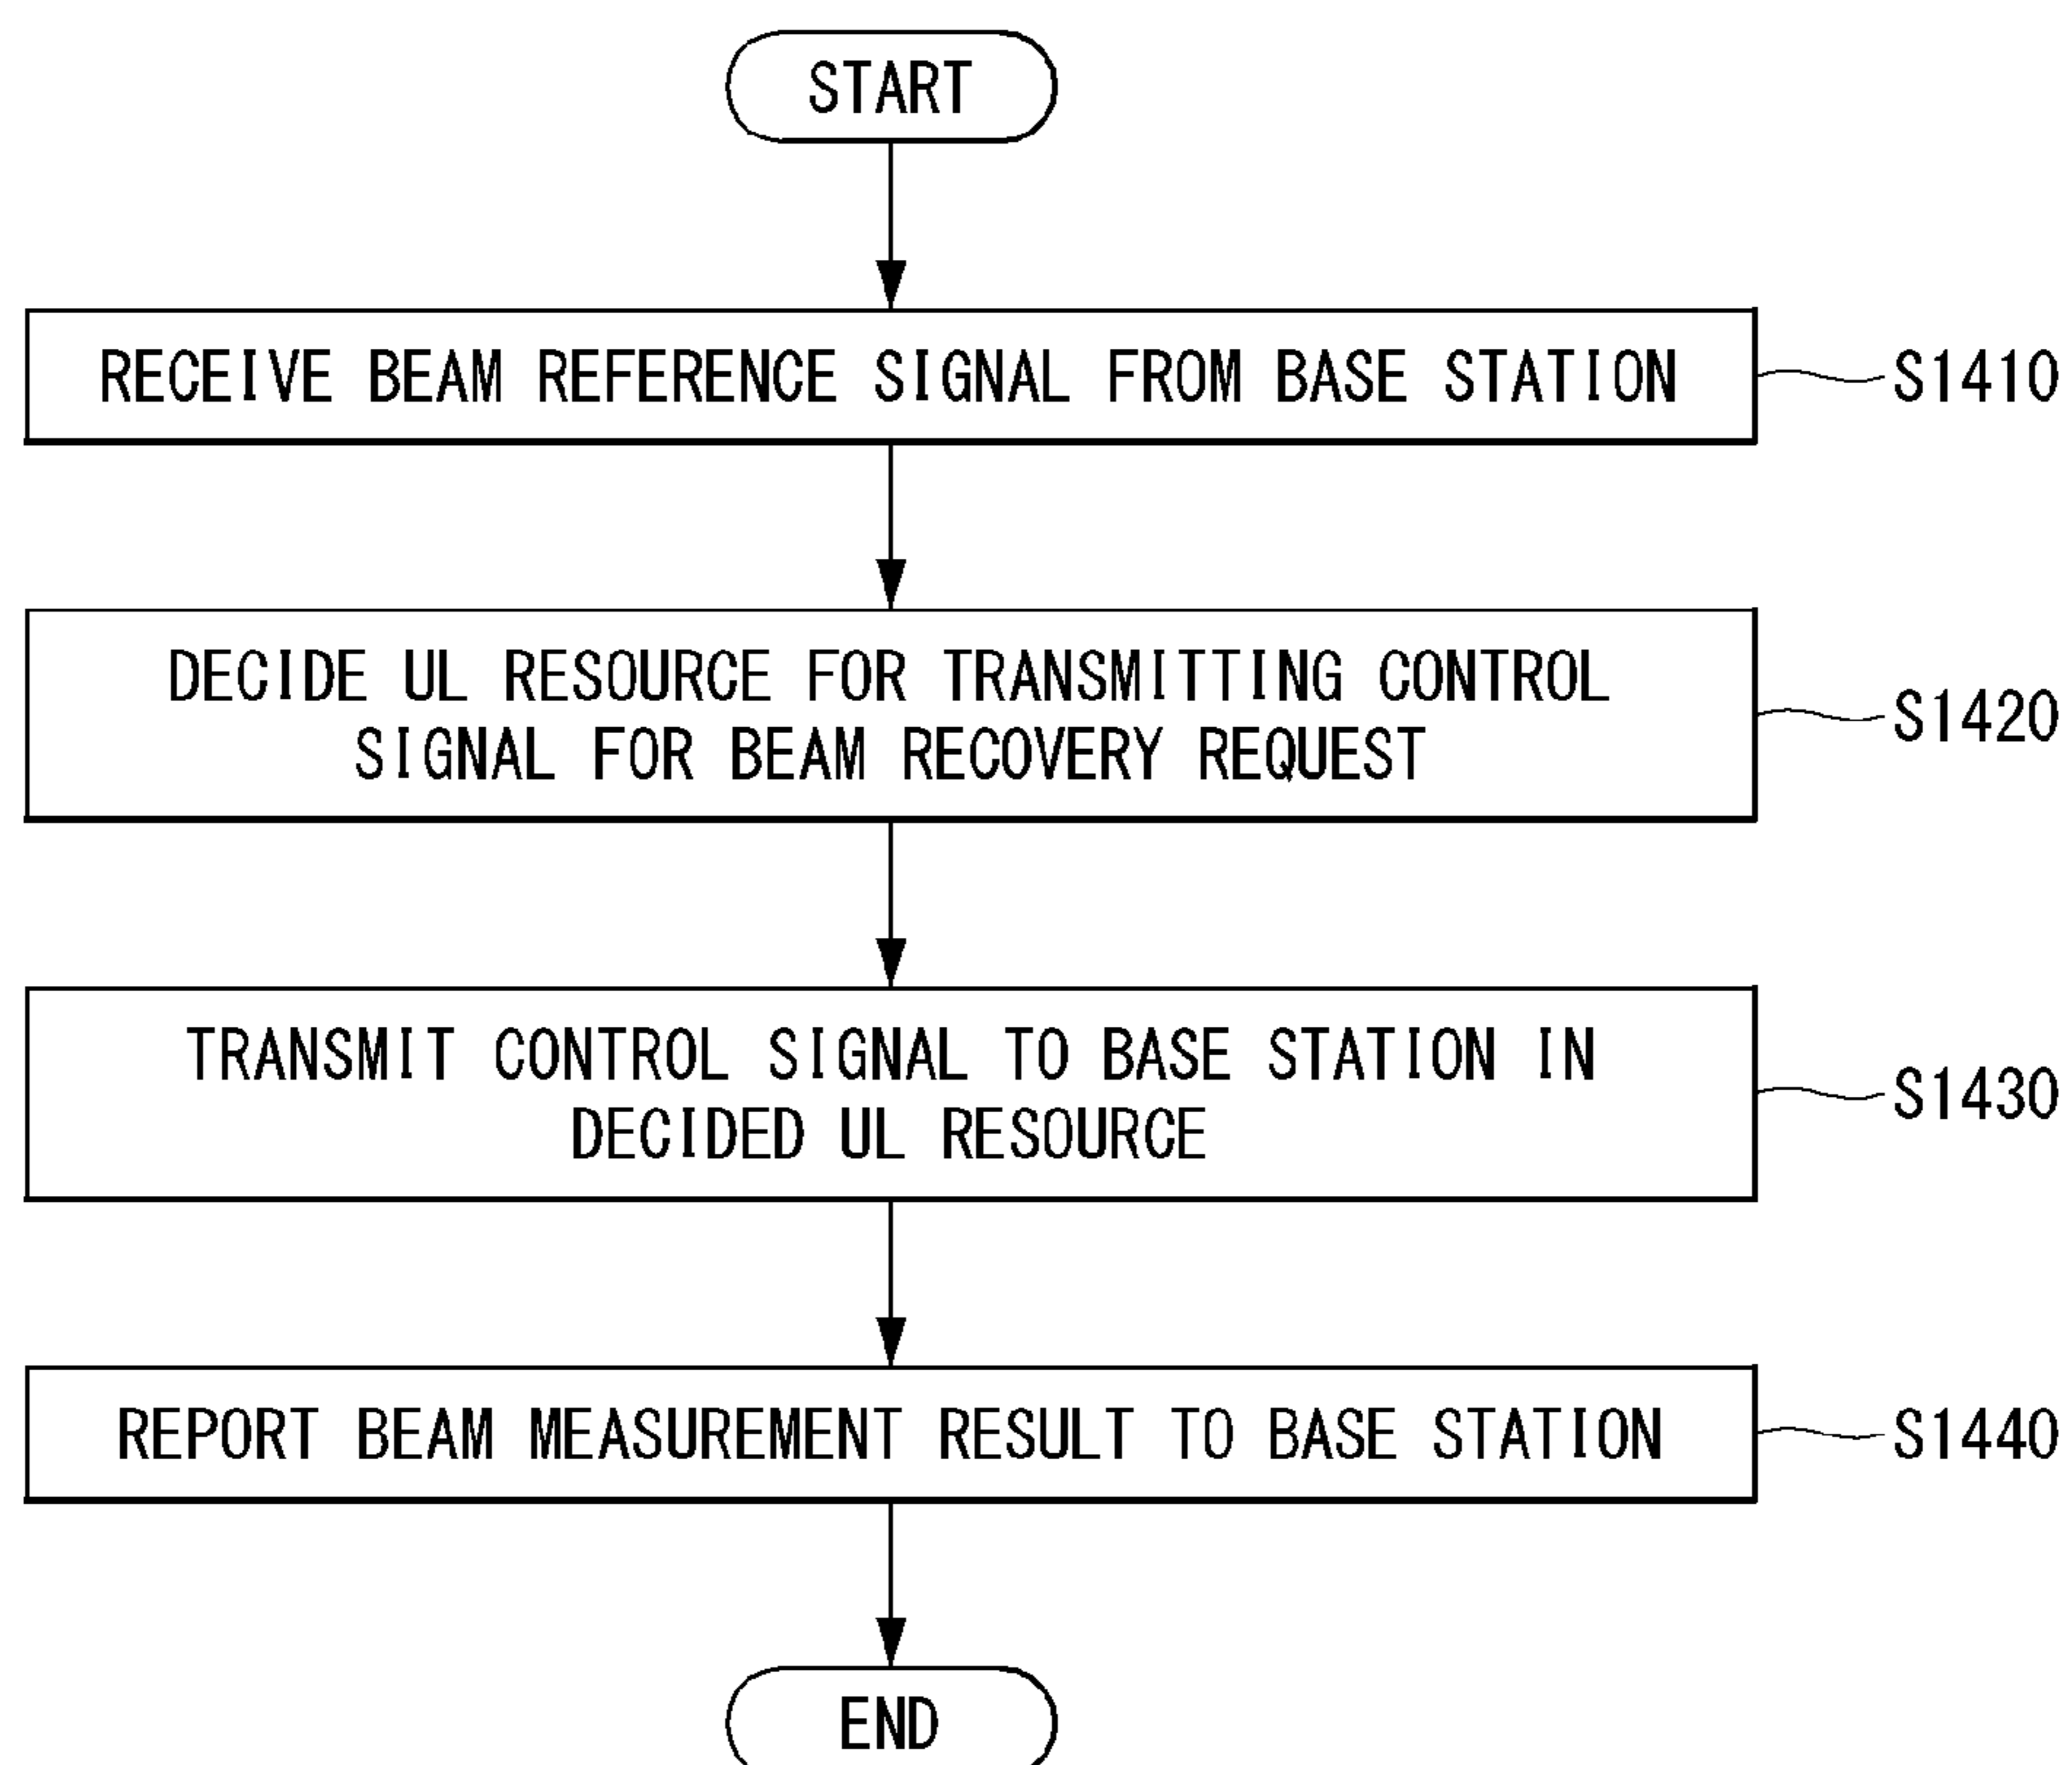 START
RECEIVE BEAM REFERENCE SIGNAL FROM BASE STATION
S1410
DECIDE UL RESOURCE FOR TRANSMITTING CONTROL
SIGNAL FOR BEAM RECOVERY REQUEST
S1420
TRANSMIT CONTROL SIGNAL TO BASE STATION IN
DECIDED UL RESOURCE
S1430
REPORT BEAM MEASUREMENT RESULT TO BASE STATION
S1440
END